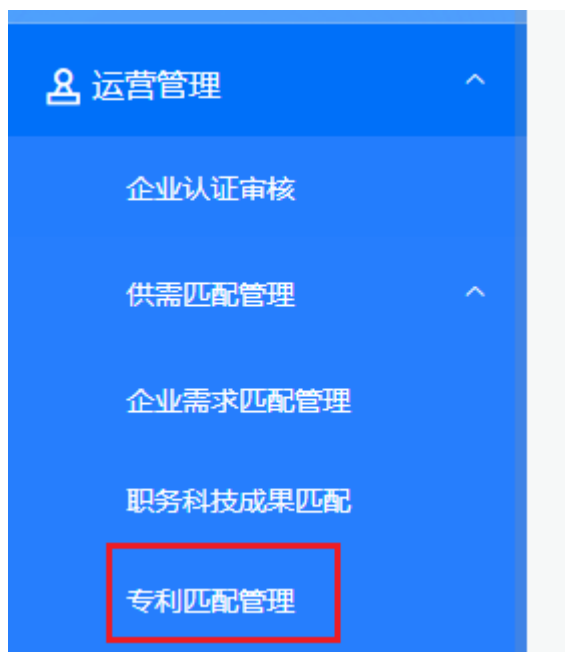 运营管理
企业认证审核
供需匹配管理
企业需求匹配管理
职务科技成果匹配
专利匹配管理